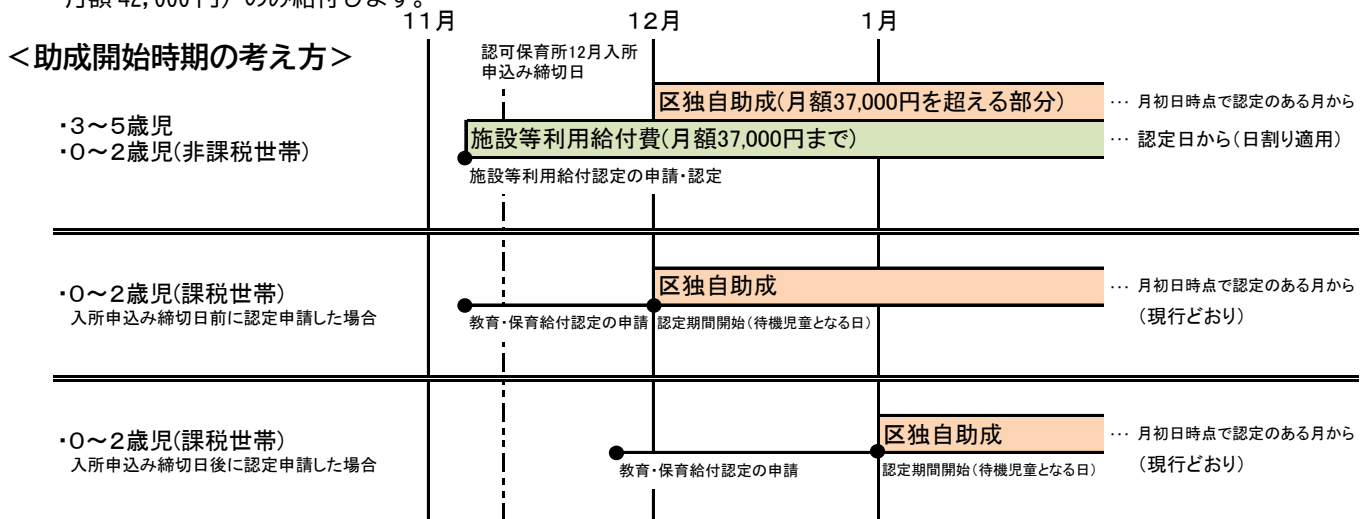 月額 42,000 円）のみ給付します。
11月
12月
1月
＜助成開始時期の考え方＞
認可保育所12月入所
申込み締切日
・３～５歳児
・０～２歳児(非課税世帯)
区独自助成(月額37,000円を超える部分)
… 月初日時点で認定のある月から
施設等利用給付費(月額37,000円まで)
… 認定日から(日割り適用)
施設等利用給付認定の申請・認定
・０～２歳児(課税世帯)
入所申込み締切日前に認定申請した場合
区独自助成
… 月初日時点で認定のある月から
(現行どおり)
教育・保育給付認定の申請
認定期間開始(待機児童となる日)
・０～２歳児(課税世帯)
入所申込み締切日後に認定申請した場合
区独自助成
… 月初日時点で認定のある月から
(現行どおり)
教育・保育給付認定の申請
認定期間開始(待機児童となる日)